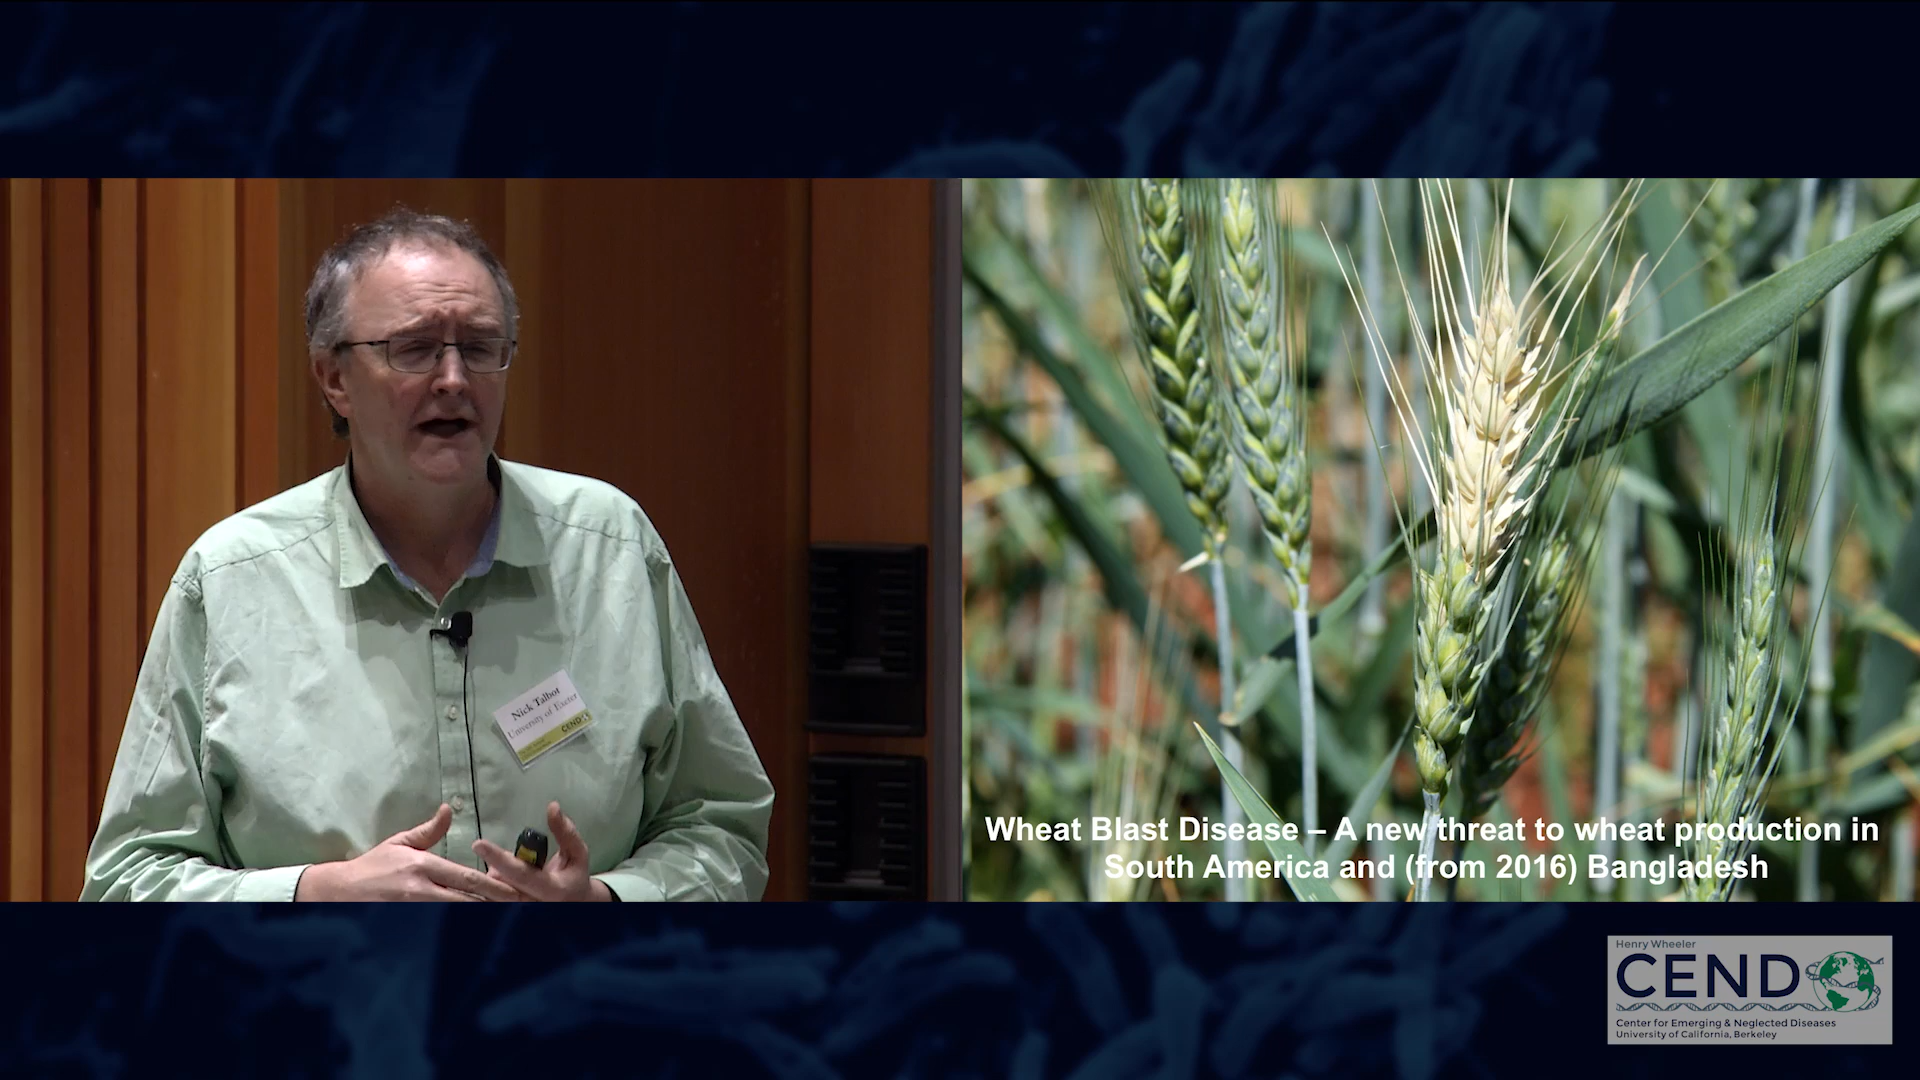 Nick Talbot
University of Exeter
CEND
Wheat Blast Disease – A new threat to wheat production in
South America and (from 2016) Bangladesh
Henry Wheeler
CEND
Center for Emerging & Neglected Diseases
University of California, Berkeley